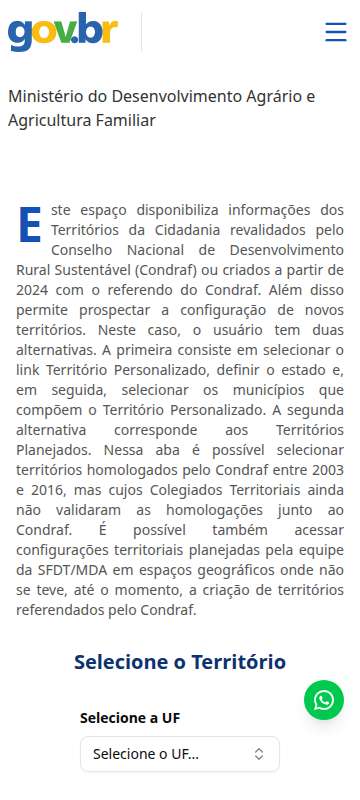 gov.br
Ministério do Desenvolvimento Agrário e
Agricultura Familiar
Este espaço disponibiliza informações dos
Territórios da Cidadania revalidados pelo
Conselho Nacional de Desenvolvimento
Rural Sustentável (Condraf) ou criados a partir de
2024 com o referendo do Condraf. Além disso
permite prospectar a configuração de novos
territórios. Neste caso, o usuário tem duas
alternativas. A primeira consiste em selecionar o
link Território Personalizado, definir o estado e,
em seguida, selecionar os municípios que
compõem o Território Personalizado. A segunda
alternativa corresponde aos Territórios
Planejados. Nessa aba é possível selecionar
territórios homologados pelo Condraf entre 2003
e 2016, mas cujos Colegiados Territoriais ainda
não validaram as homologações junto ao
Condraf. É possível também acessar
configurações territoriais planejadas pela equipe
da SFDT/MDA em espaços geográficos onde não
se teve, até o momento, a criação de territórios
referendados pelo Condraf.
Selecione o Território
Selecione a UF
Selecione o UF...